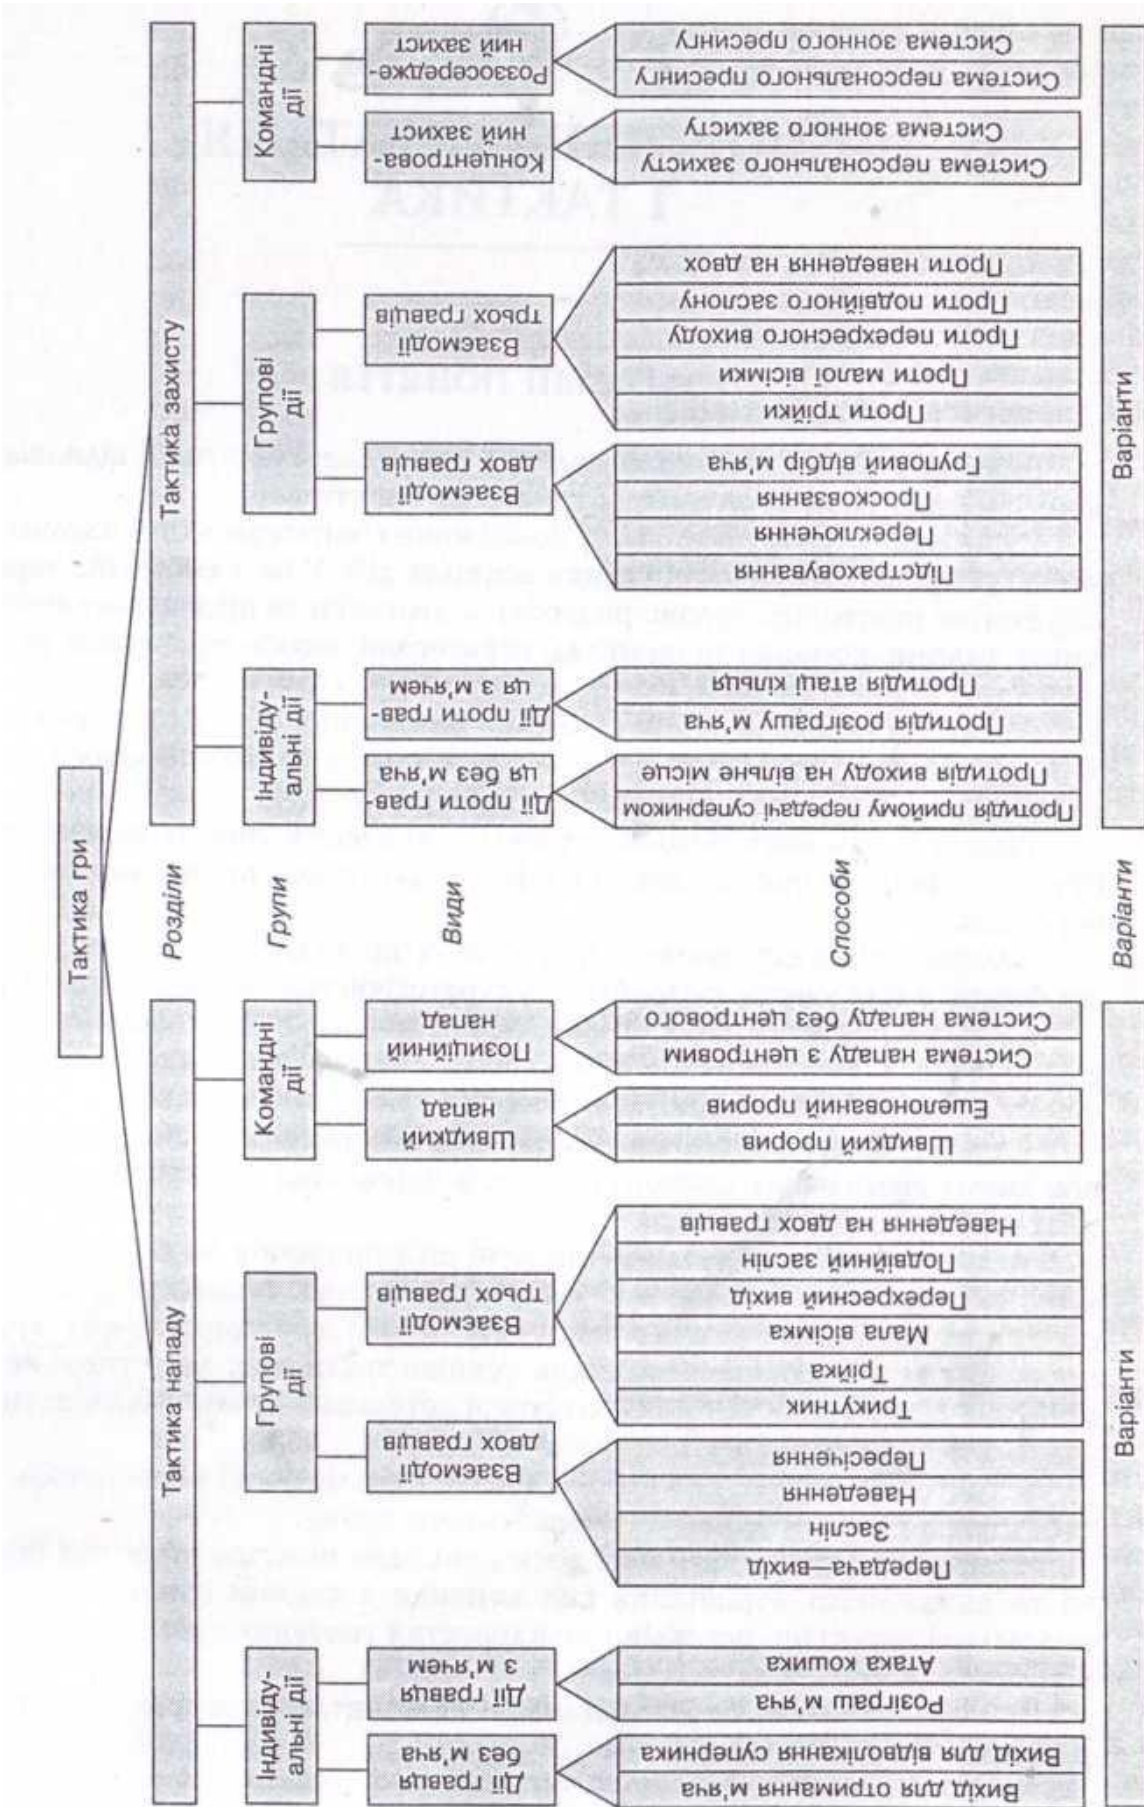 Тактика гри
Розділи
Тактика нападу
Тактика захисту
Групи
Індивіду-
альні дії
Групові
дії
Командні
дії
Індивіду-
альні дії
Групові
дії
Командні
дії
Види
Дії гравця
без м'яча
Дії гравця
з м'ячем
Взаємодії
двох гравців
Взаємодії
трьох гравців
Швидкий
напад
Позиційний
напад
Дії проти грав-
ця без м'яча
Дії проти грав-
ця з м'ячем
Взаємодії
двох гравців
Взаємодії
трьох гравців
Концентрова-
ний захист
Розосередже-
ний захист
Способи
Вихід для отримання м'яча
Вихід для відволікання суперника
Розіграш м'яча
Атака кошика
Передача—вихід
Заслін
Наведення
Пересічення
Трикутник
Трійка
Мала вісімка
Перехресний вихід
Подвійний заслін
Наведення на двох гравців
Швидкий прорив
Ешелонований прорив
Система нападу з центровим
Система нападу без центрового
Протидія прийому передачі суперником
Протидія виходу на вільне місце
Протидія розіграшу м'яча
Протидія атаці кільця
Підстраховування
Переключення
Просковзання
Груповий відбір м'яча
Проти трійки
Проти малої вісімки
Проти перехресного виходу
Проти подвійного заслону
Проти наведення на двох
Система персонального захисту
Система зонного захисту
Система персонального пресингу
Система зонного пресингу
Варіанти
Варіанти
Варіанти